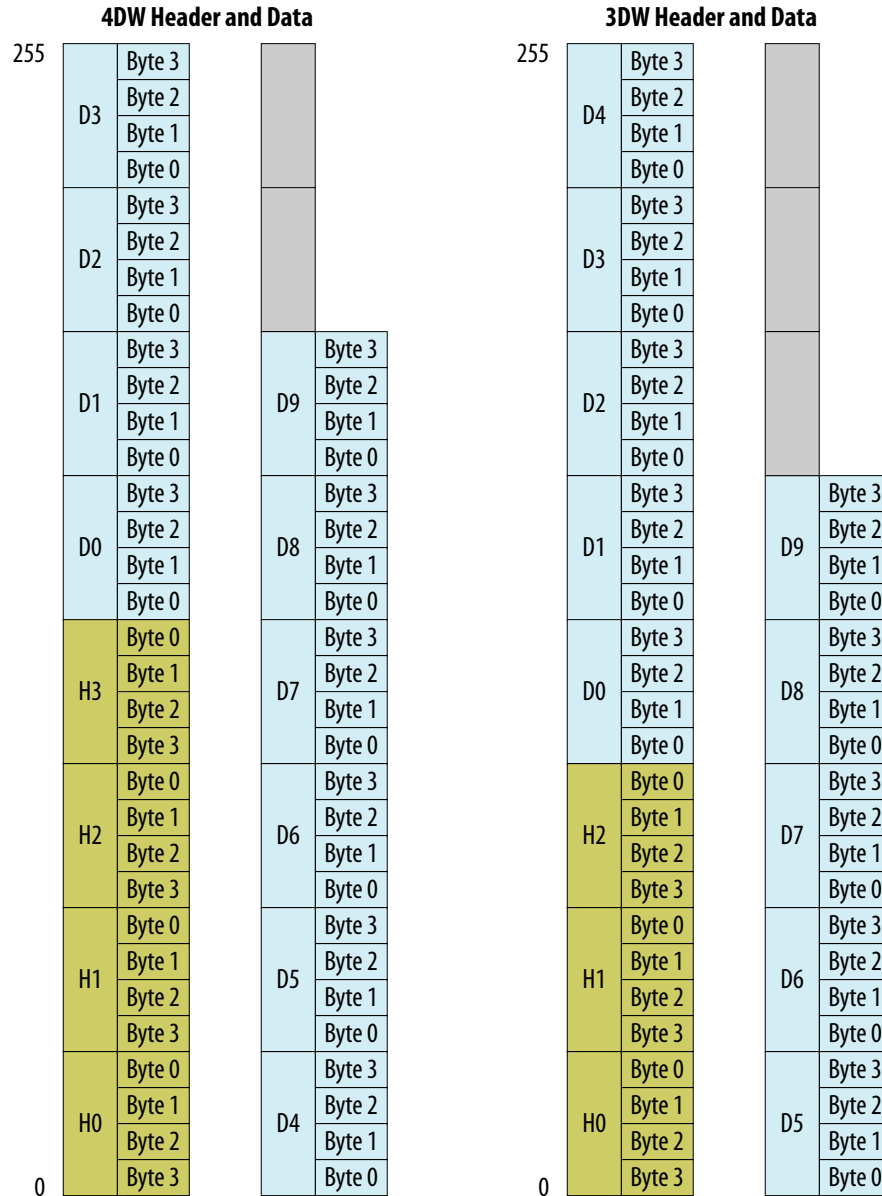 4DW Header and Data
255
D3
Byte 3
Byte 2
Byte 1
Byte 0
D2
Byte 3
Byte 2
Byte 1
Byte 0
D1
Byte 3
Byte 2
Byte 1
Byte 0
D0
Byte 3
Byte 2
Byte 1
Byte 0
H3
Byte 0
Byte 1
Byte 2
Byte 3
H2
Byte 0
Byte 1
Byte 2
Byte 3
H1
Byte 0
Byte 1
Byte 2
Byte 3
H0
Byte 0
Byte 1
Byte 2
Byte 3
0
D9
Byte 3
Byte 2
Byte 1
Byte 0
D8
Byte 3
Byte 2
Byte 1
Byte 0
D7
Byte 3
Byte 2
Byte 1
Byte 0
D6
Byte 3
Byte 2
Byte 1
Byte 0
D5
Byte 3
Byte 2
Byte 1
Byte 0
D4
Byte 3
Byte 2
Byte 1
Byte 0
3DW Header and Data
255
D4
Byte 3
Byte 2
Byte 1
Byte 0
D3
Byte 3
Byte 2
Byte 1
Byte 0
D2
Byte 3
Byte 2
Byte 1
Byte 0
D1
Byte 3
Byte 2
Byte 1
Byte 0
D0
Byte 3
Byte 2
Byte 1
Byte 0
H2
Byte 0
Byte 1
Byte 2
Byte 3
H1
Byte 0
Byte 1
Byte 2
Byte 3
H0
Byte 0
Byte 1
Byte 2
Byte 3
0
D9
Byte 3
Byte 2
Byte 1
Byte 0
D8
Byte 3
Byte 2
Byte 1
Byte 0
D7
Byte 3
Byte 2
Byte 1
Byte 0
D6
Byte 3
Byte 2
Byte 1
Byte 0
D5
Byte 3
Byte 2
Byte 1
Byte 0